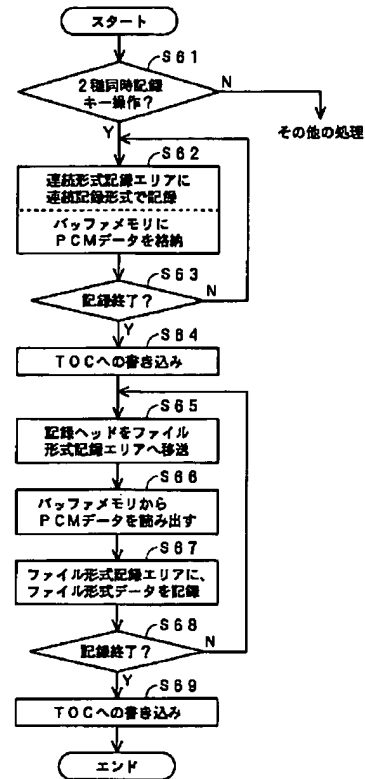 スタート
S61
2種同時記録
キー操作？
N
Y
その他の処理
S62
連続形式記録エリアに
連続記録形式で記録
バッファメモリに
PCMデータを格納
S63
記録終了？
N
Y
S64
TOCへの書き込み
S65
記録ヘッドをファイル
形式記録エリアへ移送
S66
バッファメモリから
PCMデータを読み出す
S67
ファイル形式記録エリアに、
ファイル形式データを記録
S68
記録終了？
N
Y
S69
TOCへの書き込み
エンド